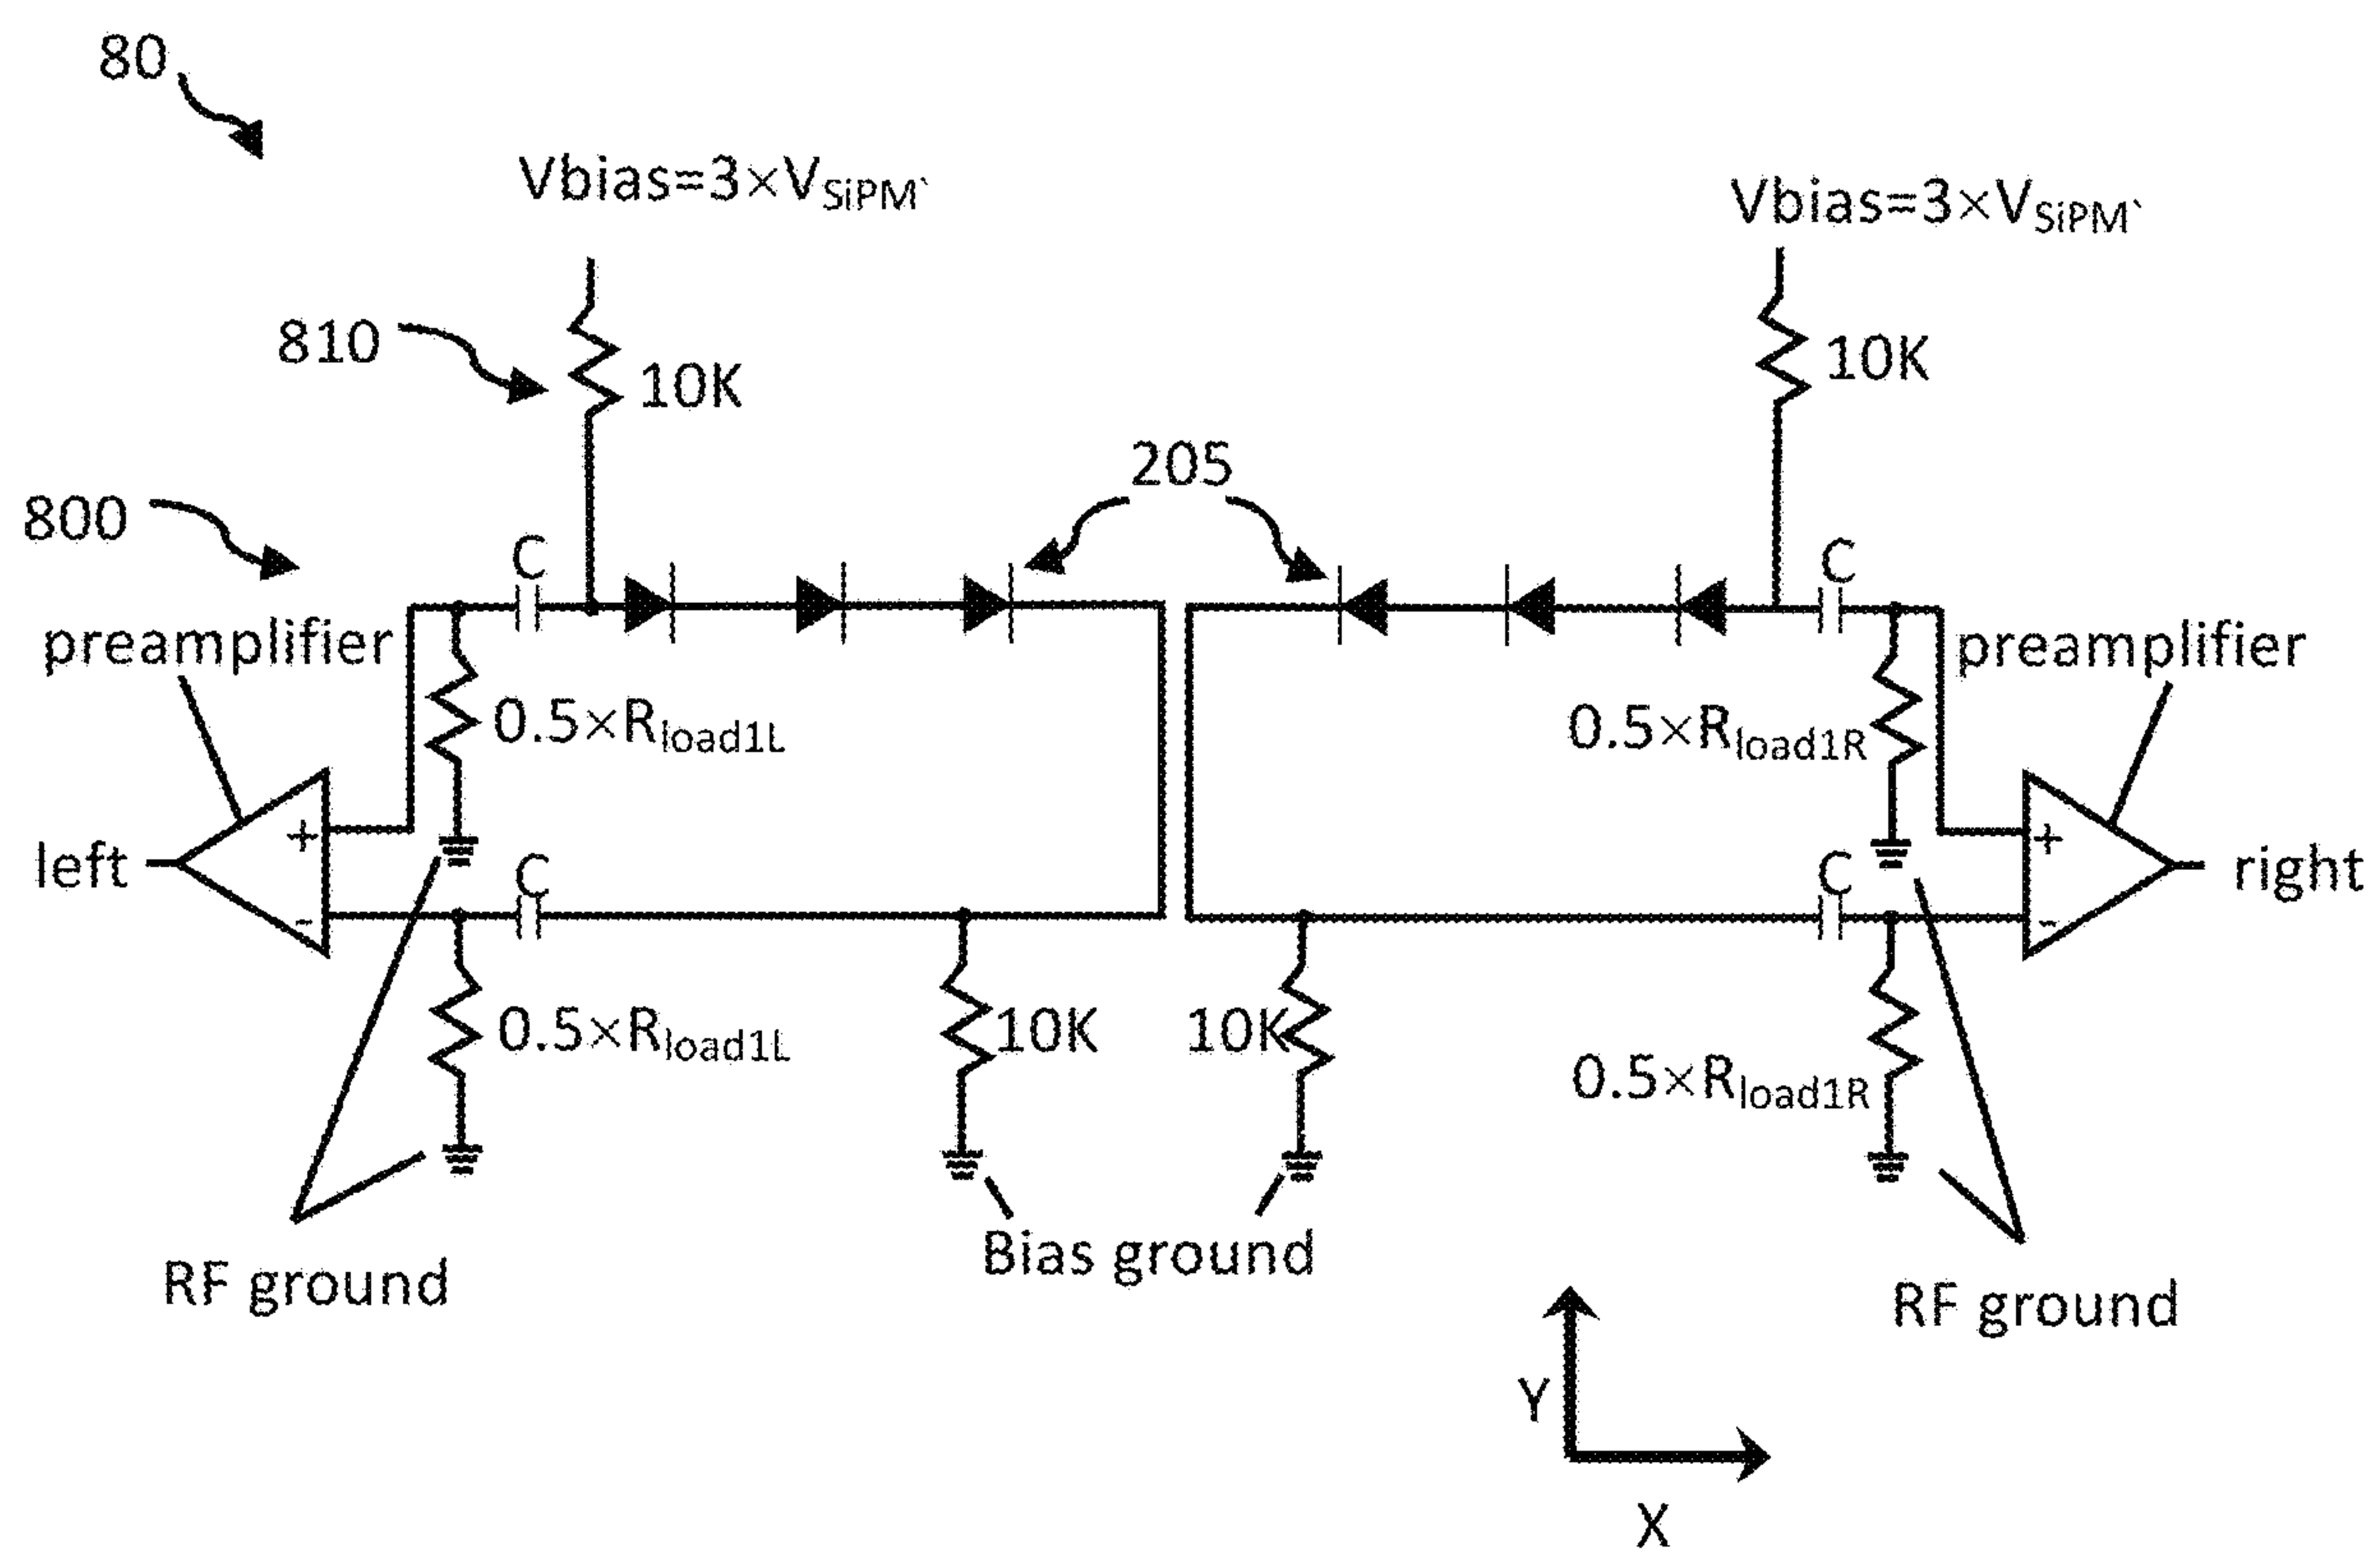 80
Vbias=3×VSiPM`
Vbias=3×VSiPM`
810
10K
10K
205
800
C
C
preamplifier
preamplifier
0.5×Rload1L
0.5×Rload1R
+
+
left
C
C
right
-
-
0.5×Rload1L
10K
10K
0.5×Rload1R
Bias ground
RF ground
RF ground
Y
X